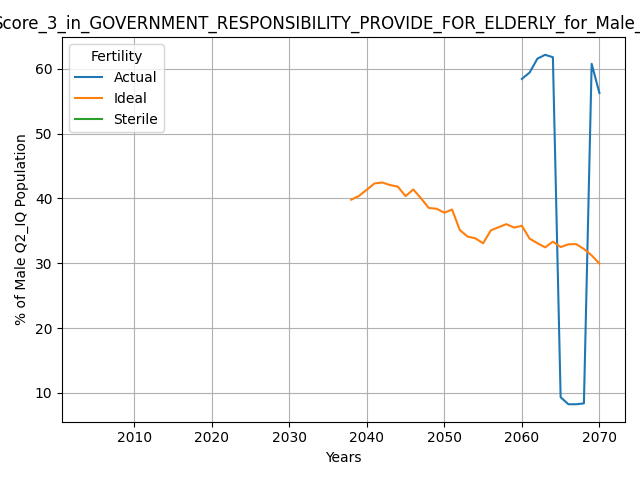 Score_3_in_GOVERNMENT_RESPONSIBILITY_PROVIDE_FOR_ELDERLY_for_Male_
Fertility
Actual
Ideal
Sterile
% of Male Q2_IQ Population
60
50
40
30
20
10
2010 2020 2030 2040 2050 2060 2070
Years